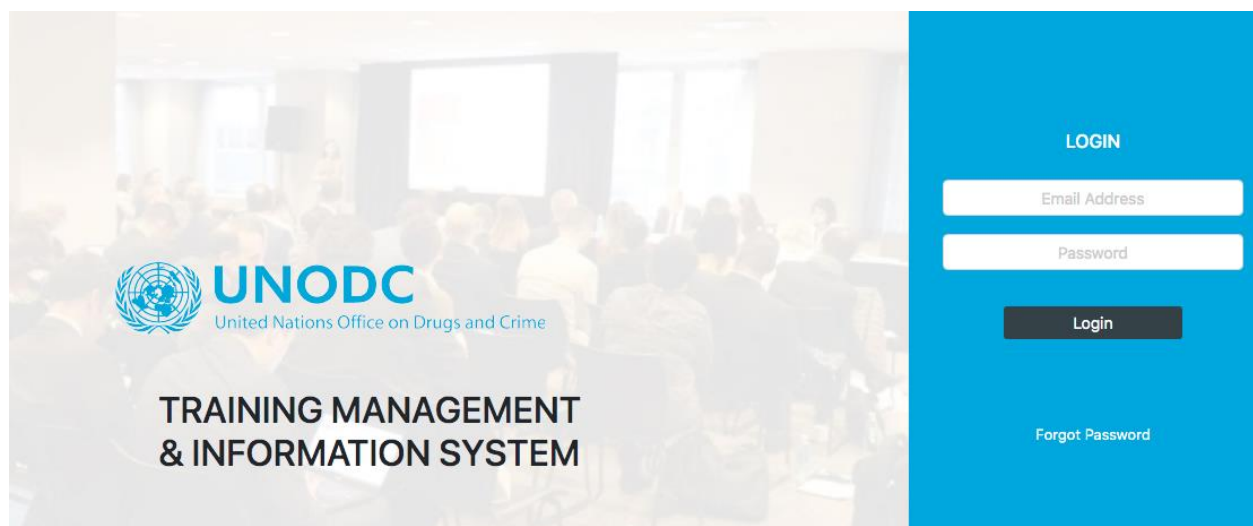 UNODC
United Nations Office on Drugs and Crime
TRAINING MANAGEMENT
& INFORMATION SYSTEM
LOGIN
Email Address
Password
Login
Forgot Password